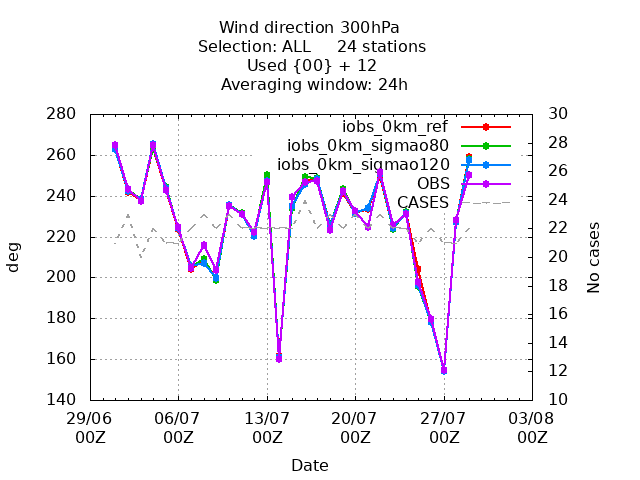 Wind direction 300hPa
Selection: ALL 24 stations
Used {00} + 12
Averaging window: 24h
280
260
240
220
200
180
160
140
30
28
26
24
22
20
18
16
14
12
10
iobs_0km_ref
iobs_0km_sigmao80
iobs_0km_sigmao120
OBS
CASES
deg
No cases
29/06 06/07 13/07 20/07 27/07 03/08
00Z 00Z 00Z 00Z 00Z 00Z
Date